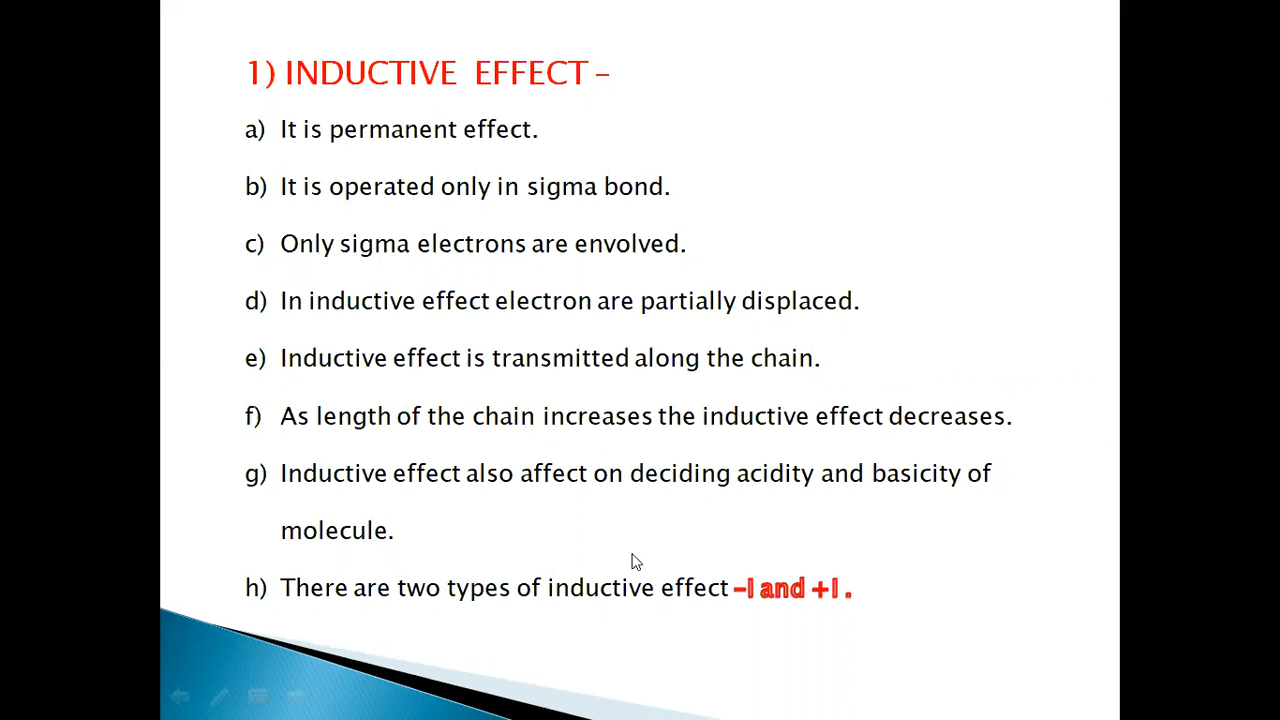 1) INDUCTIVE EFFECT –
a) It is permanent effect.
b) It is operated only in sigma bond.
c) Only sigma electrons are envolved.
d) In inductive effect electron are partially displaced.
e) Inductive effect is transmitted along the chain.
f) As length of the chain increases the inductive effect decreases.
g) Inductive effect also affect on deciding acidity and basicity of
molecule.
h) There are two types of inductive effect –I and +I .